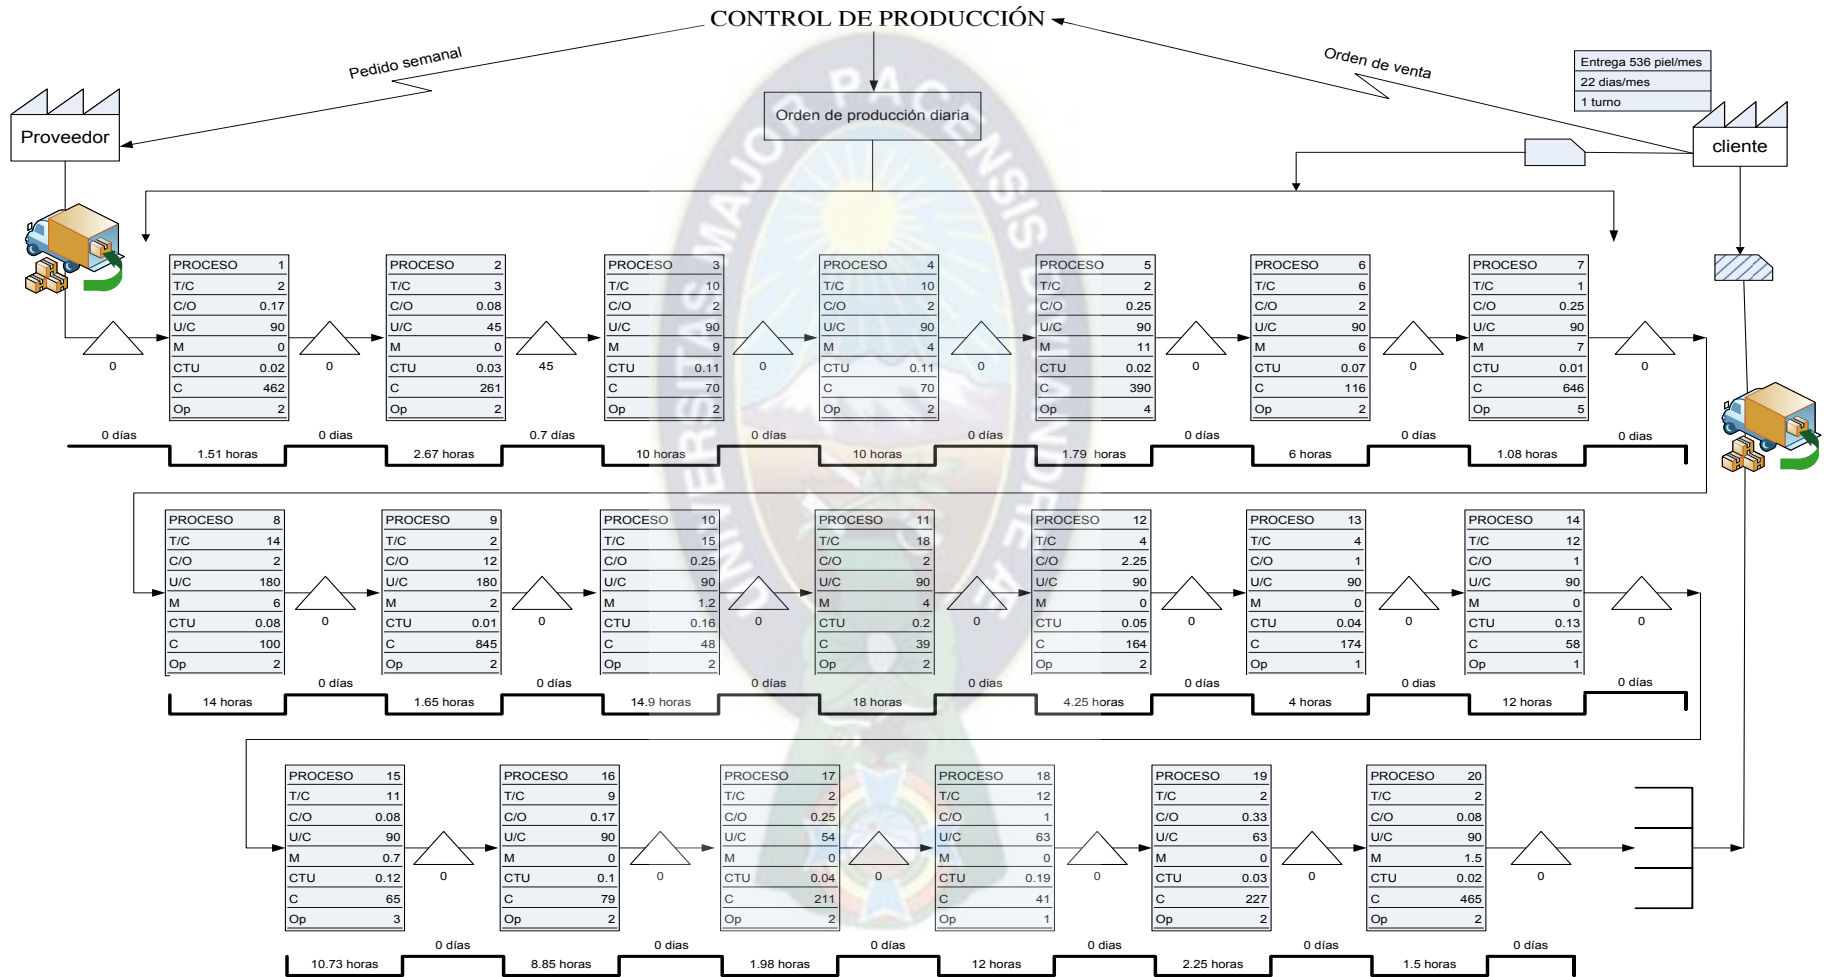 CONTROL DE PRODUCCIÓN
Pedido semanal
Orden de venta
Entrega 536 piel/mes
22 dias/mes
1 turno
Orden de producción diaria
Proveedor
cliente
UNIVERSITAS MAJOR PACENSIS DIVI ANDRE Æ
PROCESO 1
T/C 2
C/O 0.17
U/C 90
M 0
CTU 0.02
C 462
Op 2
PROCESO 2
T/C 3
C/O 0.08
U/C 45
M 0
CTU 0.03
C 261
Op 2
PROCESO 3
T/C 10
C/O 2
U/C 90
M 9
CTU 0.11
C 70
Op 2
PROCESO 4
T/C 10
C/O 2
U/C 90
M 4
CTU 0.11
C 70
Op 2
PROCESO 5
T/C 2
C/O 0.25
U/C 90
M 11
CTU 0.02
C 390
Op 4
PROCESO 6
T/C 6
C/O 2
U/C 90
M 6
CTU 0.07
C 116
Op 2
PROCESO 7
T/C 1
C/O 0.25
U/C 90
M 7
CTU 0.01
C 646
Op 5
0 0 45 0 0 0 0 0
0 días 0 dias 0.7 días 0 días 0 días 0 días 0 días 0 dias
1.51 horas 2.67 horas 10 horas 10 horas 1.79 horas 6 horas 1.08 horas
PROCESO 8
T/C 14
C/O 2
U/C 180
M 6
CTU 0.08
C 100
Op 2
PROCESO 9
T/C 2
C/O 12
U/C 180
M 2
CTU 0.01
C 845
Op 2
PROCESO 10
T/C 15
C/O 0.25
U/C 90
M 1.2
CTU 0.16
C 48
Op 2
PROCESO 11
T/C 18
C/O 2
U/C 90
M 4
CTU 0.2
C 39
Op 2
PROCESO 12
T/C 4
C/O 2.25
U/C 90
M 0
CTU 0.05
C 164
Op 2
PROCESO 13
T/C 4
C/O 1
U/C 90
M 0
CTU 0.04
C 174
Op 1
PROCESO 14
T/C 12
C/O 1
U/C 90
M 0
CTU 0.13
C 58
Op 1
0 0 0 0 0 0 0
0 días 0 días 0 días 0 días 0 días 0 días 0 días
14 horas 1.65 horas 14.9 horas 18 horas 4.25 horas 4 horas 12 horas
PROCESO 15
T/C 11
C/O 0.08
U/C 90
M 0.7
CTU 0.12
C 65
Op 3
PROCESO 16
T/C 9
C/O 0.17
U/C 90
M 0
CTU 0.1
C 79
Op 2
PROCESO 17
T/C 2
C/O 0.25
U/C 54
M 0
CTU 0.04
C 211
Op 2
PROCESO 18
T/C 12
C/O 1
U/C 63
M 0
CTU 0.19
C 41
Op 1
PROCESO 19
T/C 2
C/O 0.33
U/C 63
M 0
CTU 0.03
C 227
Op 2
PROCESO 20
T/C 2
C/O 0.08
U/C 90
M 1.5
CTU 0.02
C 465
Op 2
0 0 0 0 0 0
0 días 0 dias 0 días 0 dias 0 días 0 días
10.73 horas 8.85 horas 1.98 horas 12 horas 2.25 horas 1.5 horas